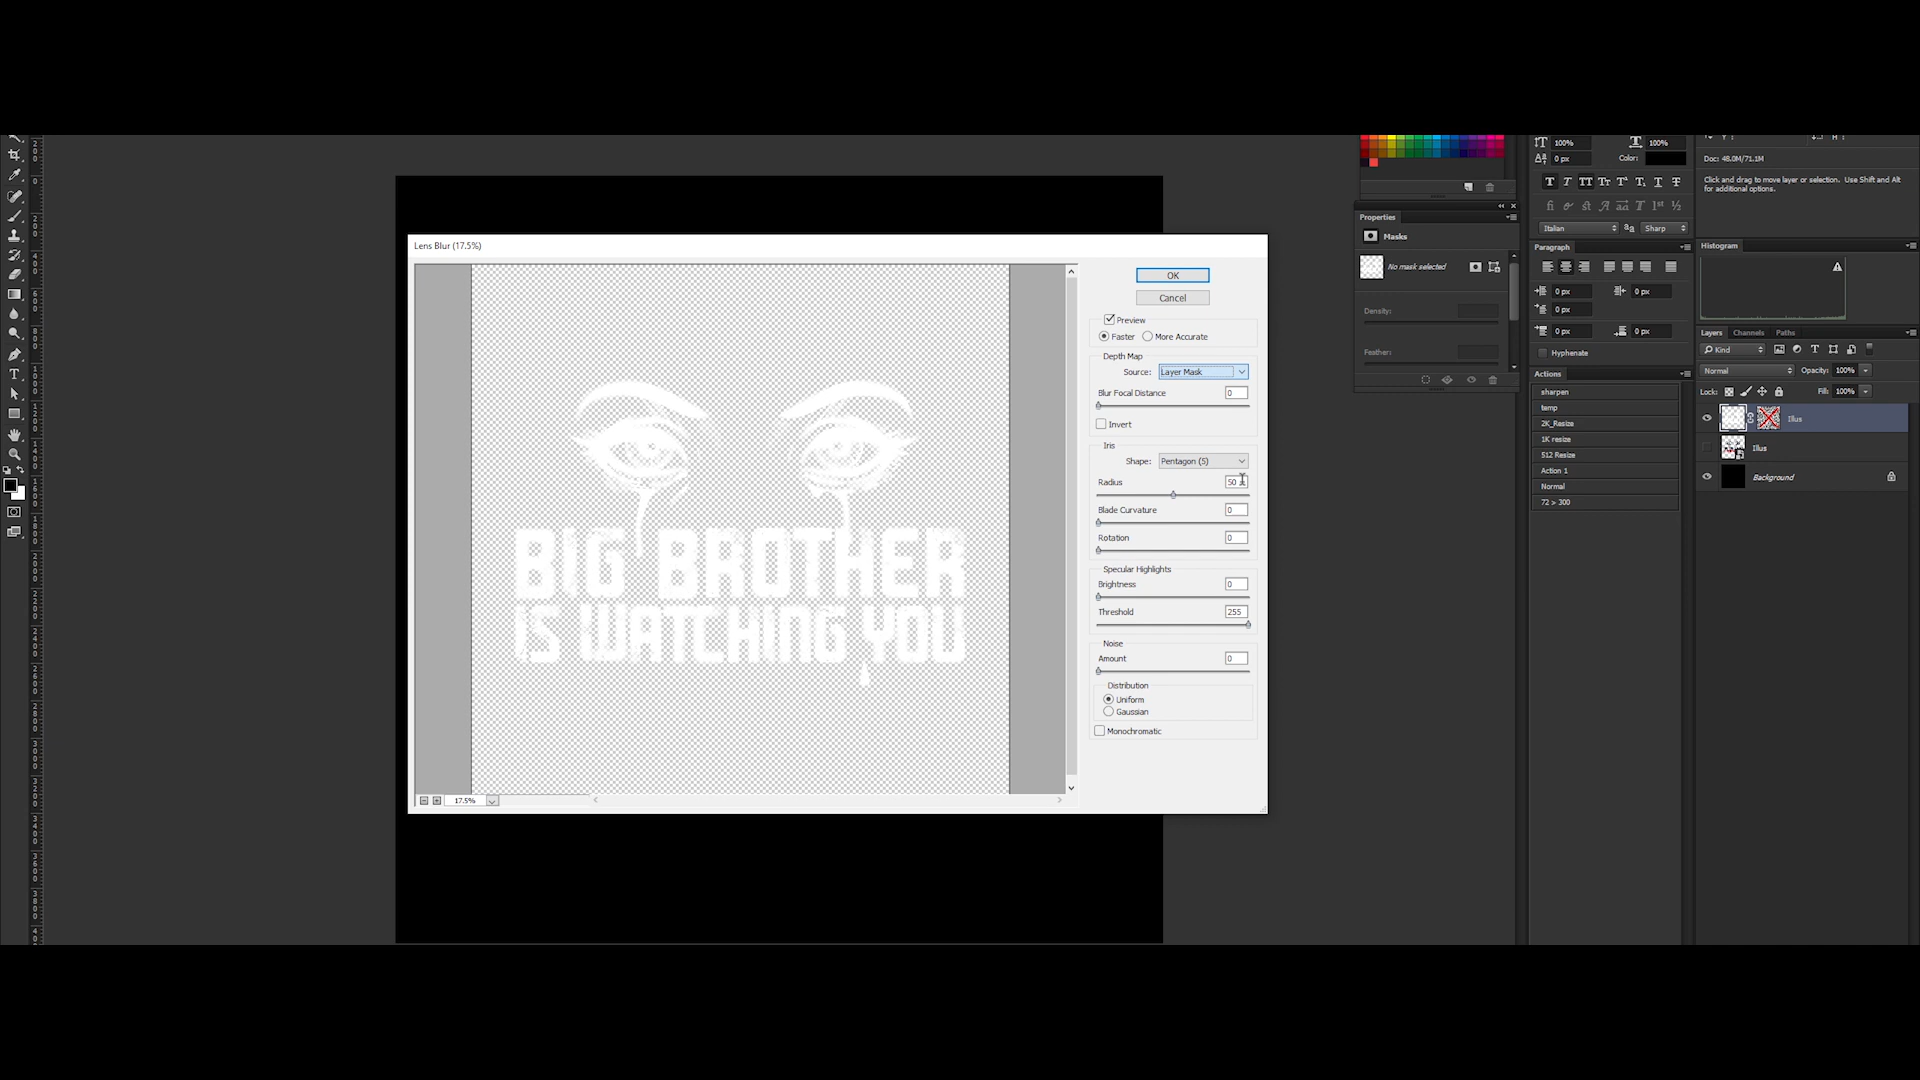 100%
100%
0 px
Color:
Doc: 48.0M/71.1M
Click and drag to move layer or selection. Use Shift and Alt
for additional options.
Properties
Masks
No mask selected
Density:
Feather:
Italian
Sharp
Paragraph
0 px
0 px
0 px
0 px
0 px
Hyphenate
Actions
sharpen
temp
2K_Resize
1K resize
512 Resize
Action 1
Normal
72 > 300
Histogram
Layers
Channels
Paths
Kind
Normal
Opacity:
100%
Lock:
Fill:
100%
Illus
Illus
Background
Lens Blur (17.5%)
BIG BROTHER
IS WATCHING YOU
17.5%
OK
Cancel
Preview
Faster
More Accurate
Depth Map
Source:
Layer Mask
Blur Focal Distance
0
Invert
Iris
Shape:
Pentagon (5)
Radius
50
Blade Curvature
0
Rotation
0
Specular Highlights
Brightness
0
Threshold
255
Noise
Amount
0
Distribution
Uniform
Gaussian
Monochromatic